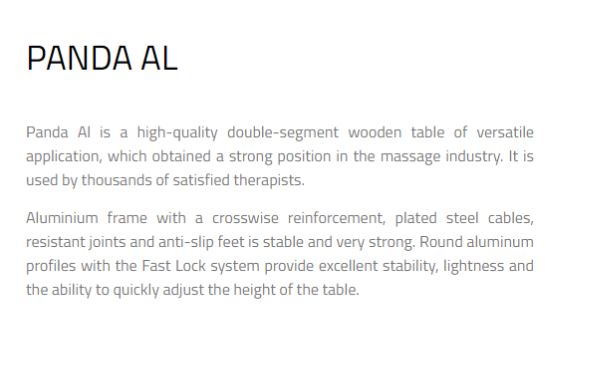 PANDA AL
Panda Al is a high-quality double-segment wooden table of versatile
application, which obtained a strong position in the massage industry. It is
used by thousands of satisfied therapists.
Aluminium frame with a crosswise reinforcement, plated steel cables,
resistant joints and anti-slip feet is stable and very strong. Round aluminum
profiles with the Fast Lock system provide excellent stability, lightness and
the ability to quickly adjust the height of the table.